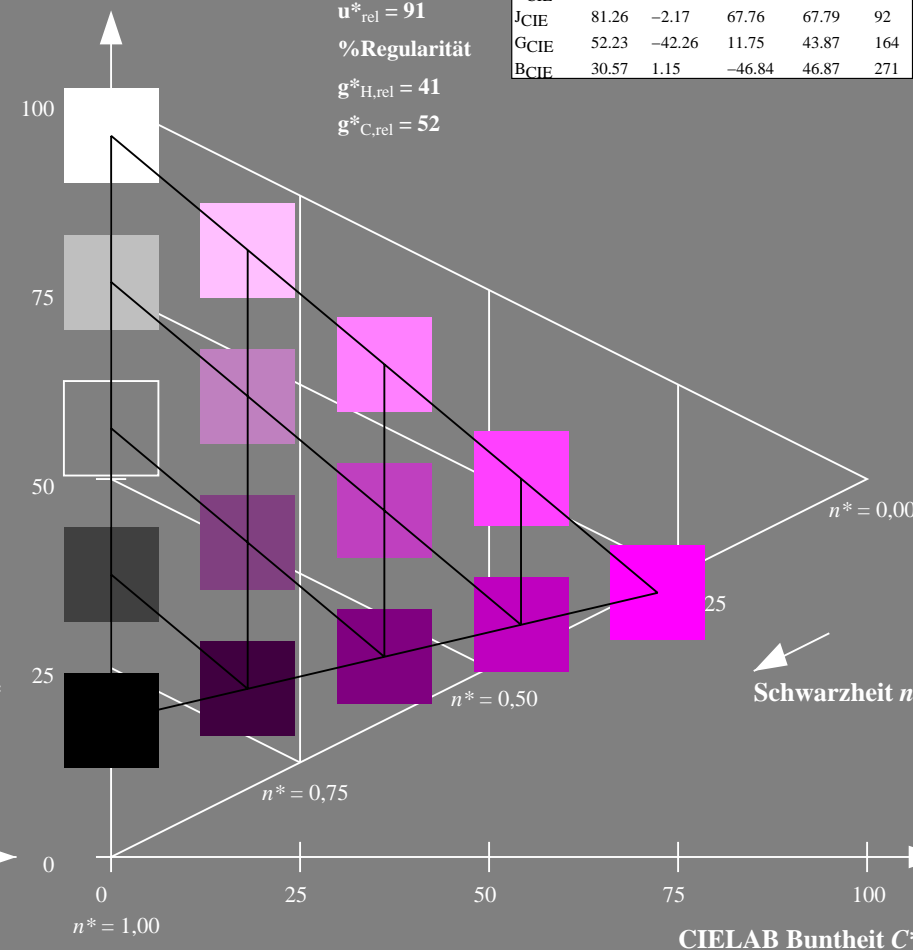 u*rel = 91
%Regularität
g*H,rel = 41
g*C,rel = 52
JCIE 81.26 −2.17 67.76 67.79 92
GCIE 52.23 −42.26 11.75 43.87 164
BCIE 30.57 1.15 −46.84 46.87 271
100
75
50
n* = 0,00
25
25
Schwarzheit n
n* = 0,50
n* = 0,75
0
0 25 50 75 100
n* = 1,00
CIELAB Buntheit C*